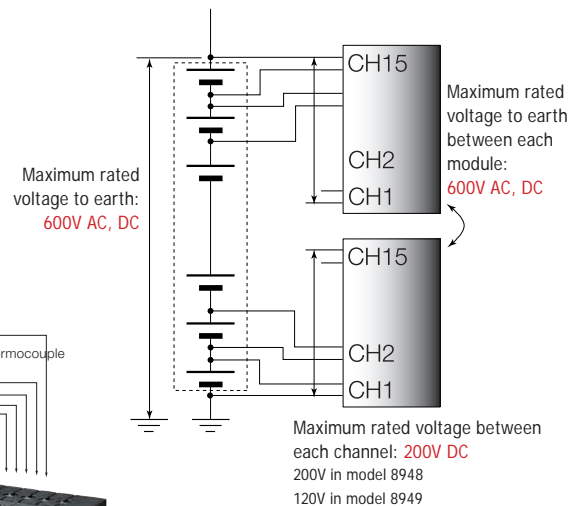 CH15
CH2
CH1
Maximum rated
voltage to earth
between each
module:
600V AC, DC
Maximum rated
voltage to earth:
600V AC, DC
CH15
CH2
CH1
Maximum rated voltage between
each channel: 200V DC
200V in model 8948
120V in model 8949